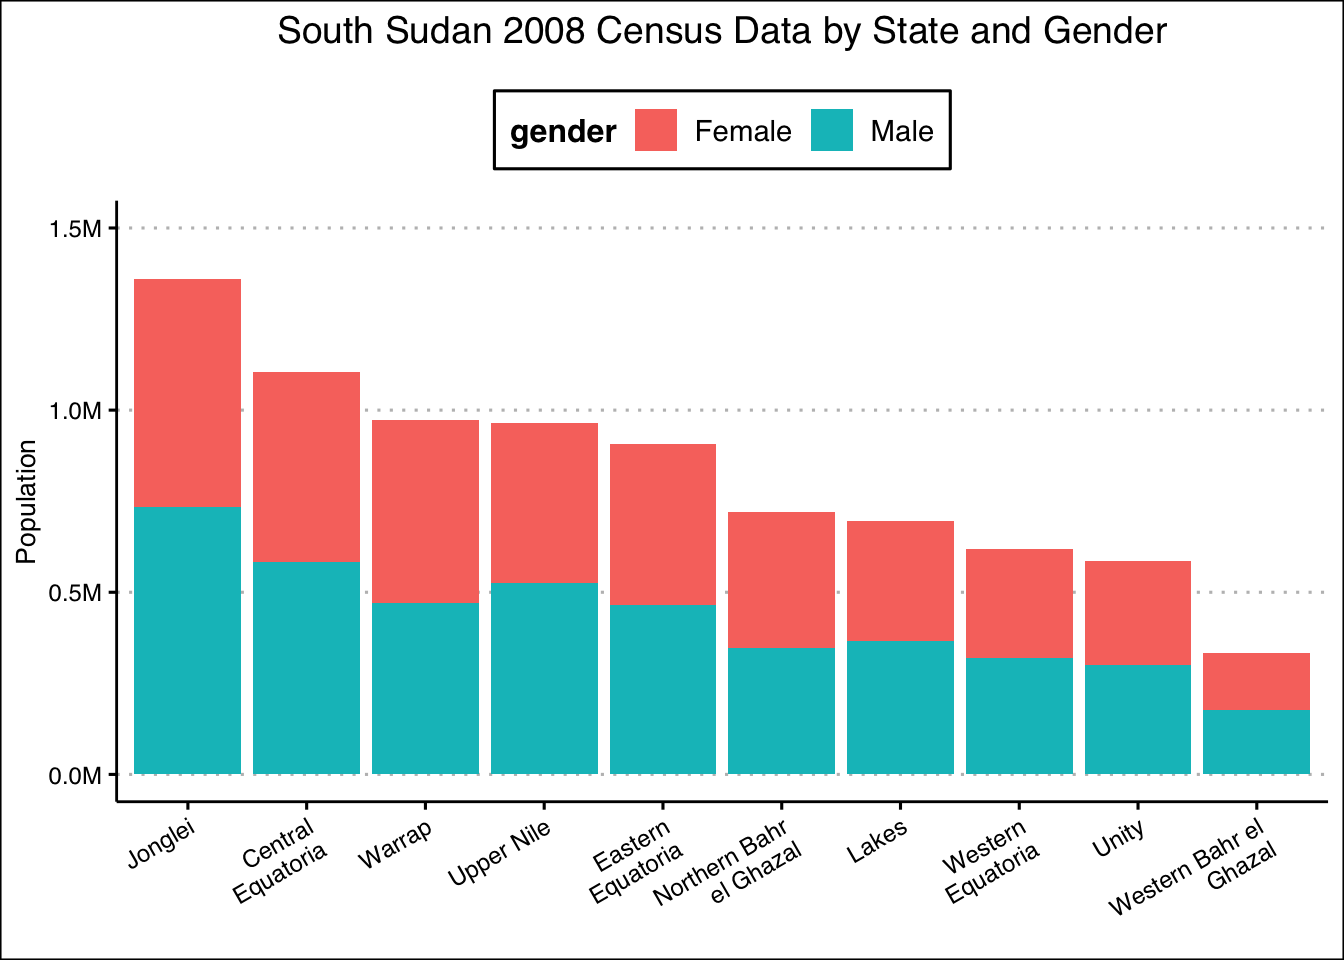 South Sudan 2008 Census Data by State and Gender
gender Female Male
Population
1.5M
1.0M
0.5M
0.0M
Jonglei
Central
Equatoria
Warrap
Upper Nile
Eastern
Equatoria
Northern Bahr
el Ghazal
Lakes
Western
Equatoria
Unity
Western Bahr el
Ghazal